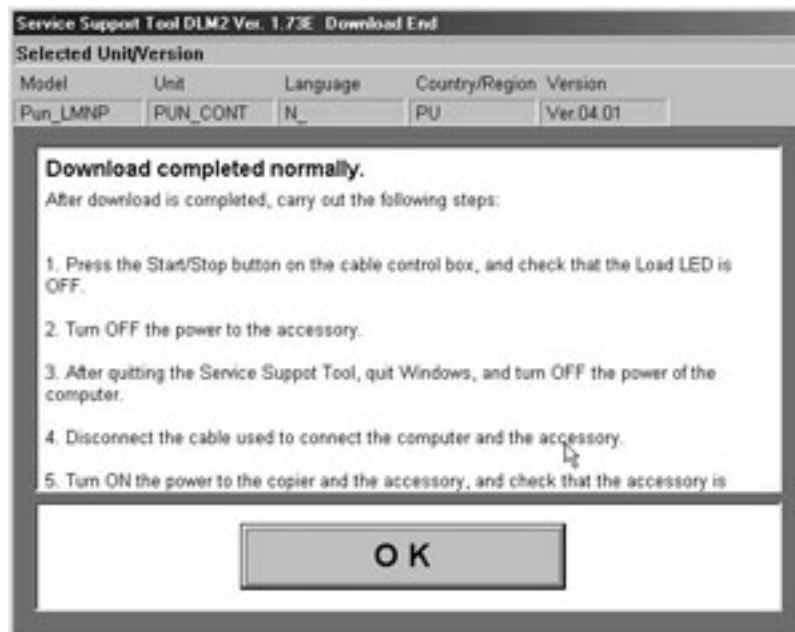 Service Support Tool DLM2 Ver. 1.73E Download End
Selected Unit/Version
Model Unit Language Country/Region Version
Pun_LMNP PUN_CONT N_ PU Ver.04.01
Download completed normally.
After download is completed, carry out the following steps:
1. Press the Start/Stop button on the cable control box, and check that the Load LED is
OFF.
2. Turn OFF the power to the accessory.
3. After quitting the Service Suppot Tool, quit Windows, and turn OFF the power of the
computer.
4. Disconnect the cable used to connect the computer and the accessory.
5. Turn ON the power to the copier and the accessory, and check that the accessory is
OK